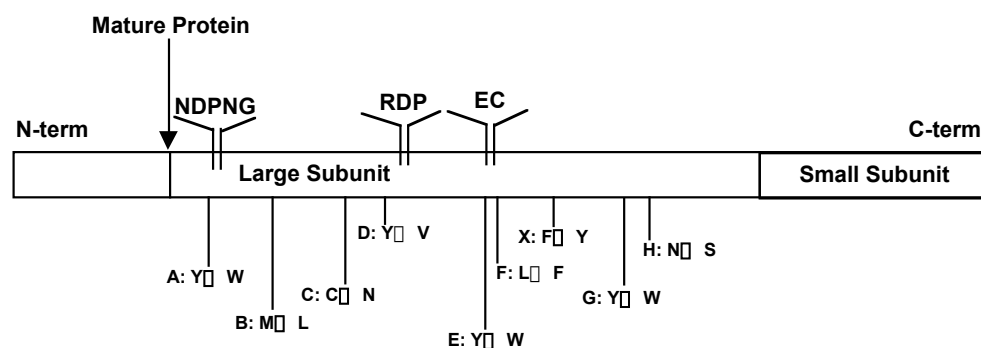 Mature Protein
NDPNG
RDP
EC
N-term
C-term
Large Subunit
Small Subunit
A: Y▯ W
B: M▯ L
C: C▯ N
D: Y▯ V
E: Y▯ W
F: L▯ F
X: F▯ Y
G: Y▯ W
H: N▯ S